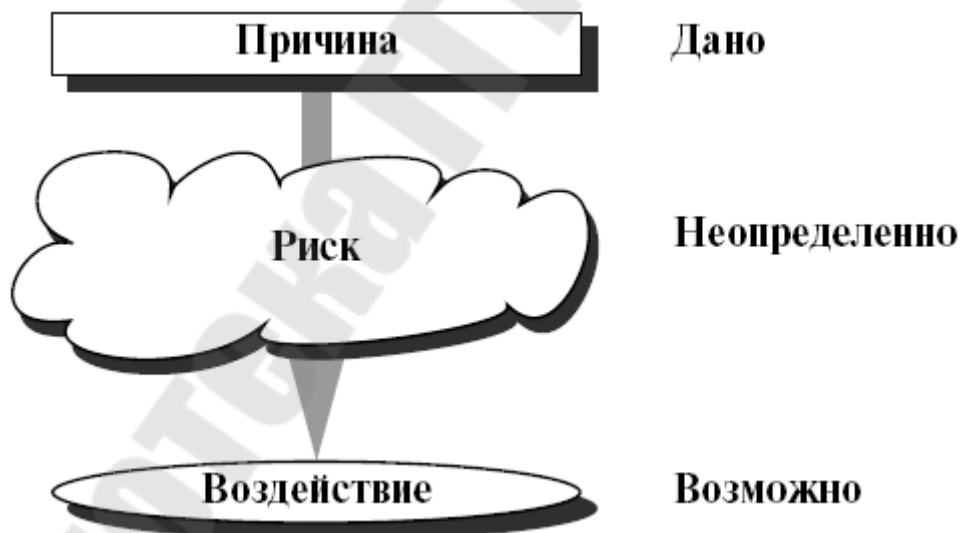 Причина Дано
Риск Неопределенно
Воздействие Возможно